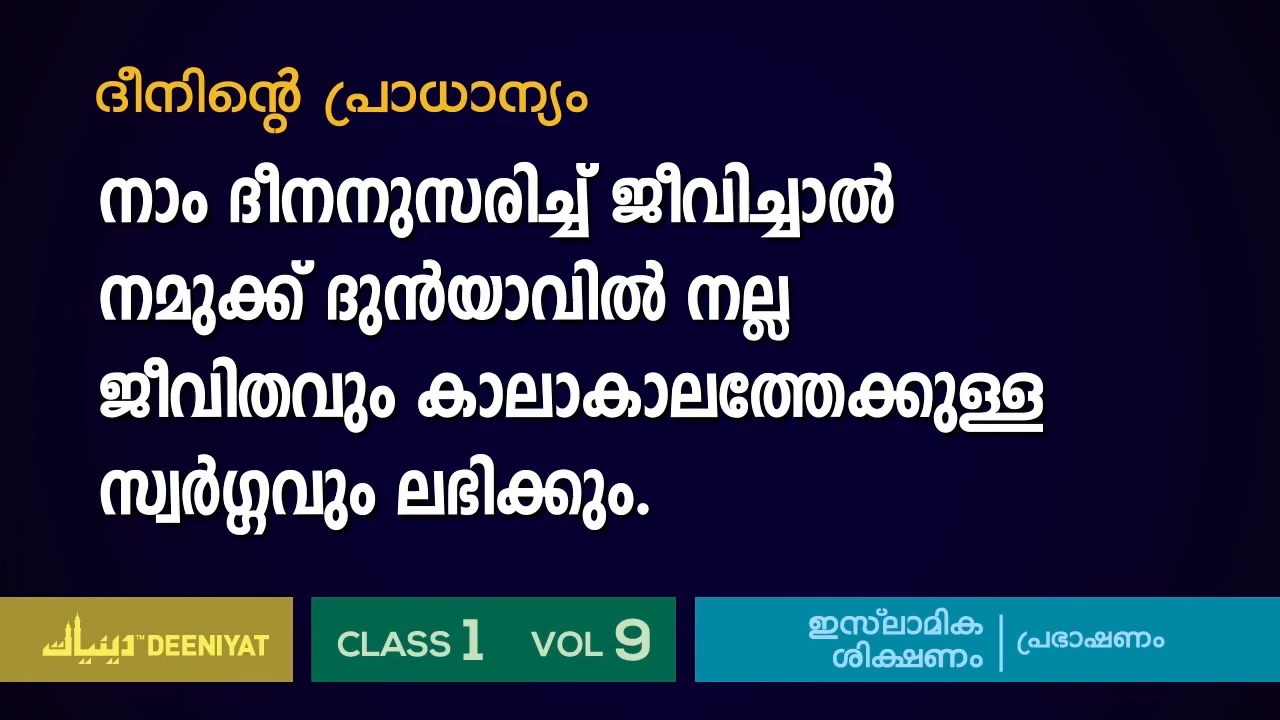 ദീനിന്റെ പ്രാധാന്യം
നാം ദീനനുസരിച്ച് ജീവിച്ചാൽ
നമുക്ക് ദുൻയാവിൽ നല്ല
ജീവിതവും കാലാകാലത്തേക്കുള്ള
സ്വർഗ്ഗവും ലഭിക്കും.
دينيات™ DEENIYAT
CLASS 1 VOL 9
ഇസ്‌ലാമിക
ശിക്ഷണം
പ്രഭാഷണം